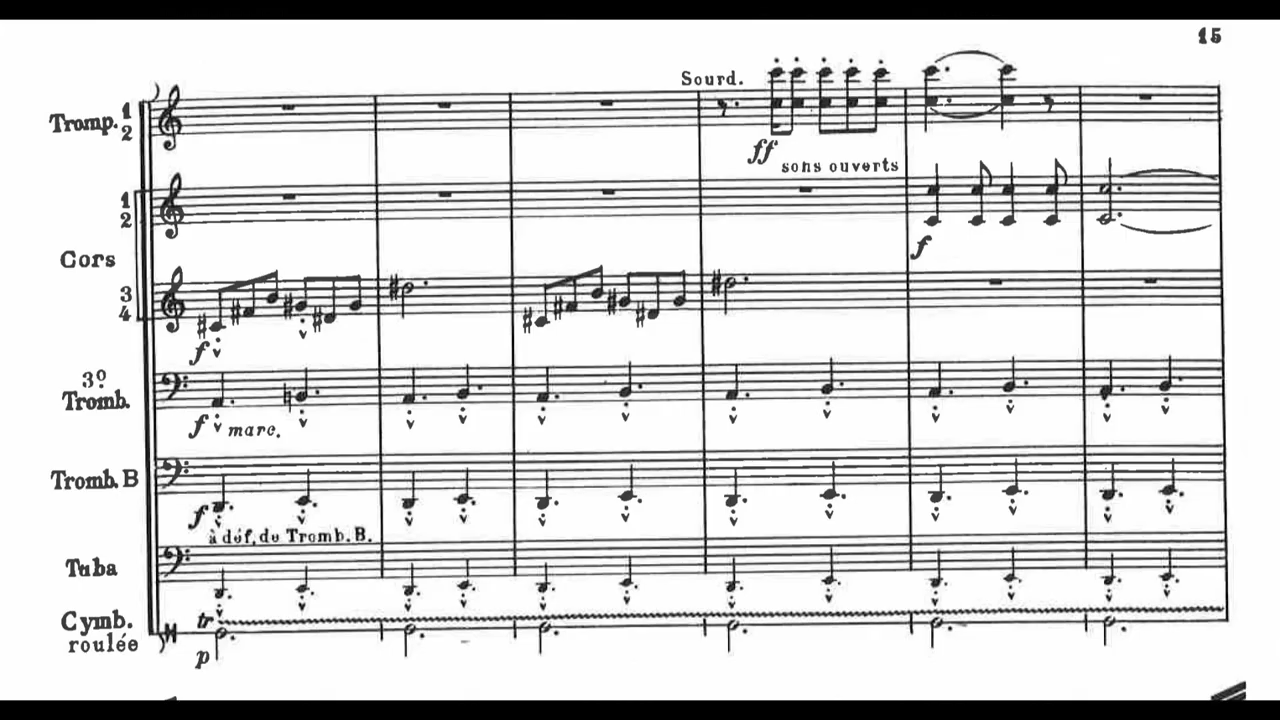 15
Sourd.
Tromp. 1
2
ff
sons ouverts
1
2
f
Cors
3
4
f
3º
Tromb.
f marc.
Tromb. B
f
à déf. de Tromb. B.
Tuba
Cymb. tr
roulée
p